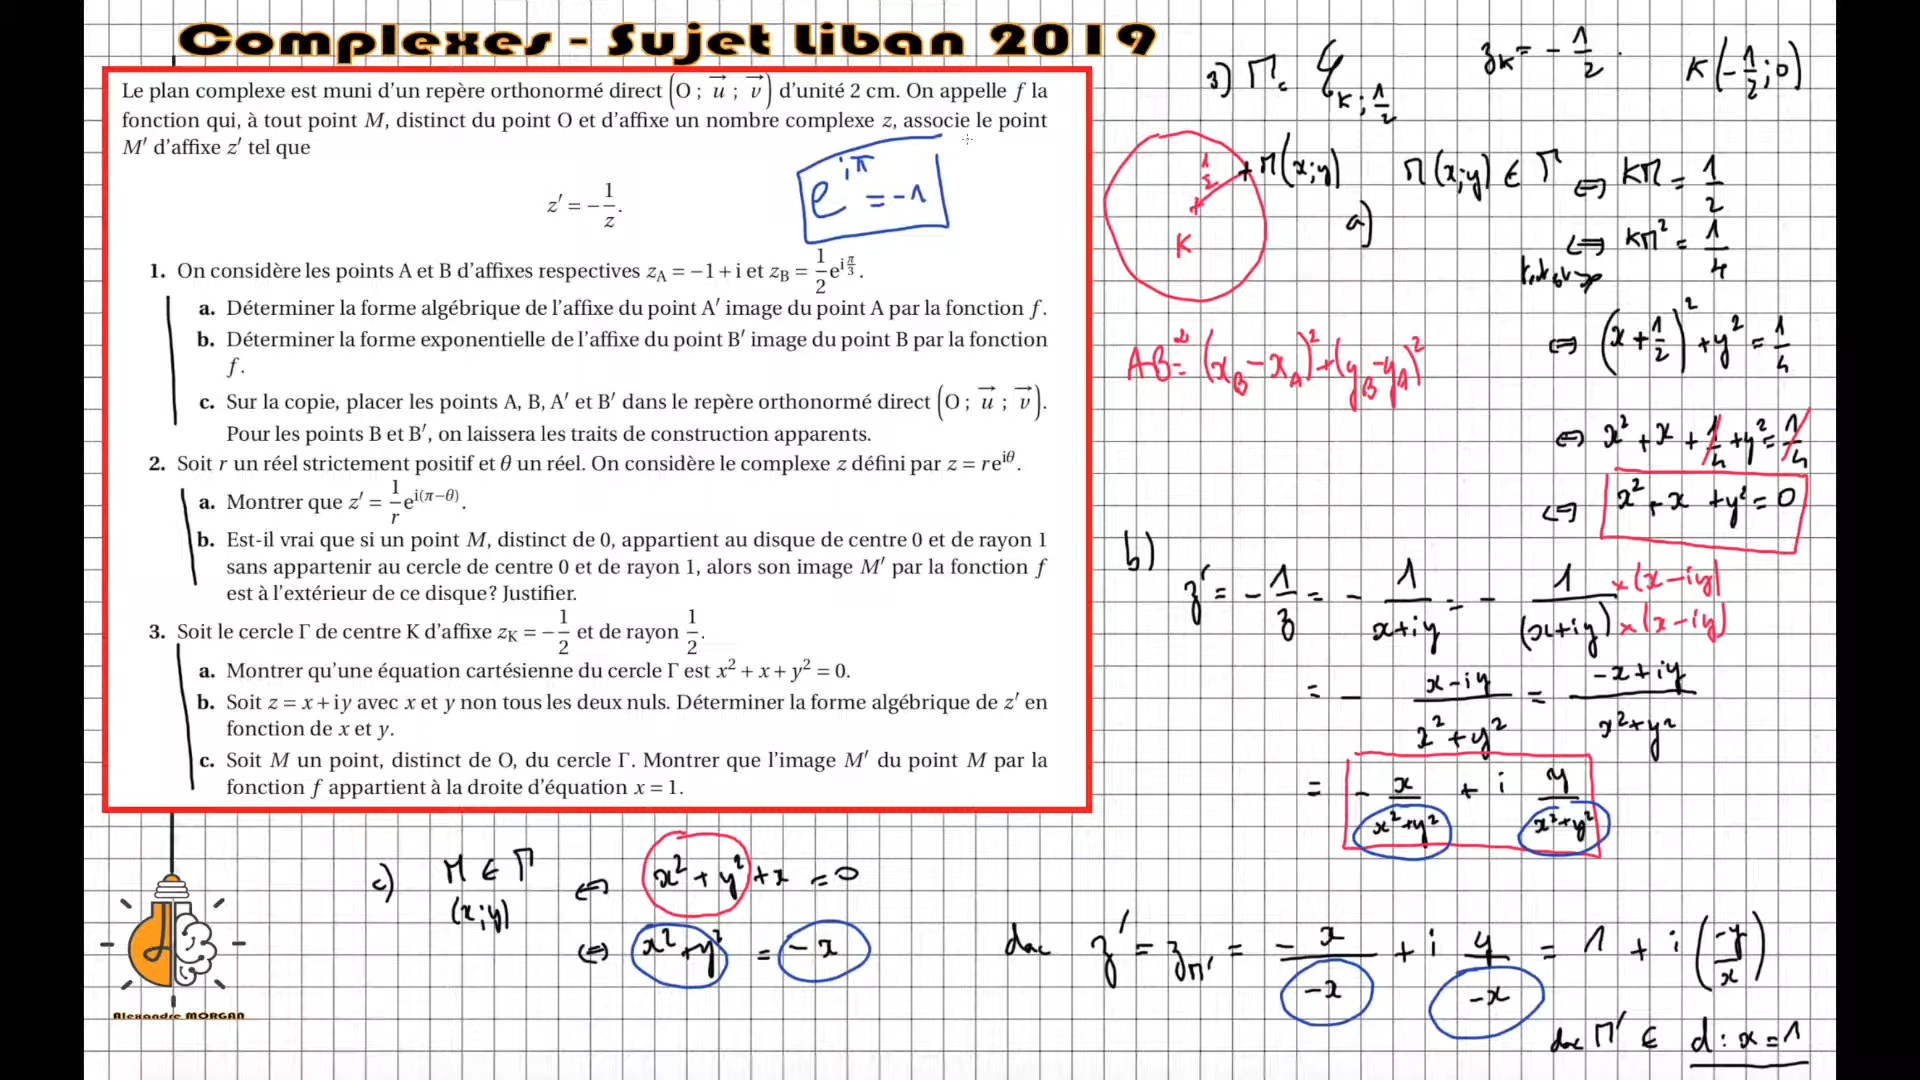 Complexes - Sujet Liban 2019
Le plan complexe est muni d'un repère orthonormé direct (O ; u⃗ ; v⃗) d'unité 2 cm. On appelle f la
fonction qui, à tout point M, distinct du point O et d'affixe un nombre complexe z, associe le point
M′ d'affixe z′ tel que
z′ = −1/z.
e^{iπ} = −1
1. On considère les points A et B d'affixes respectives z_A = −1 + i et z_B = 1/2 e^{iπ/3}.
a. Déterminer la forme algébrique de l'affixe du point A′ image du point A par la fonction f.
b. Déterminer la forme exponentielle de l'affixe du point B′ image du point B par la fonction
f.
c. Sur la copie, placer les points A, B, A′ et B′ dans le repère orthonormé direct (O ; u⃗ ; v⃗).
Pour les points B et B′, on laissera les traits de construction apparents.
2. Soit r un réel strictement positif et θ un réel. On considère le complexe z défini par z = re^{iθ}.
a. Montrer que z′ = 1/r e^{i(π−θ)}.
b. Est-il vrai que si un point M, distinct de 0, appartient au disque de centre 0 et de rayon 1
sans appartenir au cercle de centre 0 et de rayon 1, alors son image M′ par la fonction f
est à l'extérieur de ce disque? Justifier.
3. Soit le cercle Γ de centre K d'affixe z_K = −1/2 et de rayon 1/2.
a. Montrer qu'une équation cartésienne du cercle Γ est x² + x + y² = 0.
b. Soit z = x + iy avec x et y non tous les deux nuls. Déterminer la forme algébrique de z′ en
fonction de x et y.
c. Soit M un point, distinct de O, du cercle Γ. Montrer que l'image M′ du point M par la
fonction f appartient à la droite d'équation x = 1.
3) z_K = −1/2 K(−1/2 ; 0)
K ; 1/2
1/2 M(x;y)
K
a) M(x;y) ∈ Γ ⇔ KM = 1/2
⇔ KM² = 1/4
AB² = (x_B − x_A)² + (y_B − y_A)²
⇔ (x + 1/2)² + y² = 1/4
⇔ x² + x + 1/4 + y² = 1/4
⇔ x² + x + y² = 0
b) z′ = −1/z = −1/(x+iy) = −1/(x+iy) ×(x−iy) ×(x−iy)
= −(x−iy)/(x²+y²) = (−x+iy)/(x²+y²)
= −x/(x²+y²) + i y/(x²+y²)
c) M ∈ Γ ⇔ x² + y² + x = 0
(x;y)
⇔ x² + y² = −x
donc z′ = z_M′ = −x/−x + i y/−x = 1 + i(−y/x)
donc M′ ∈ d : x = 1
Alexandre MORGAN